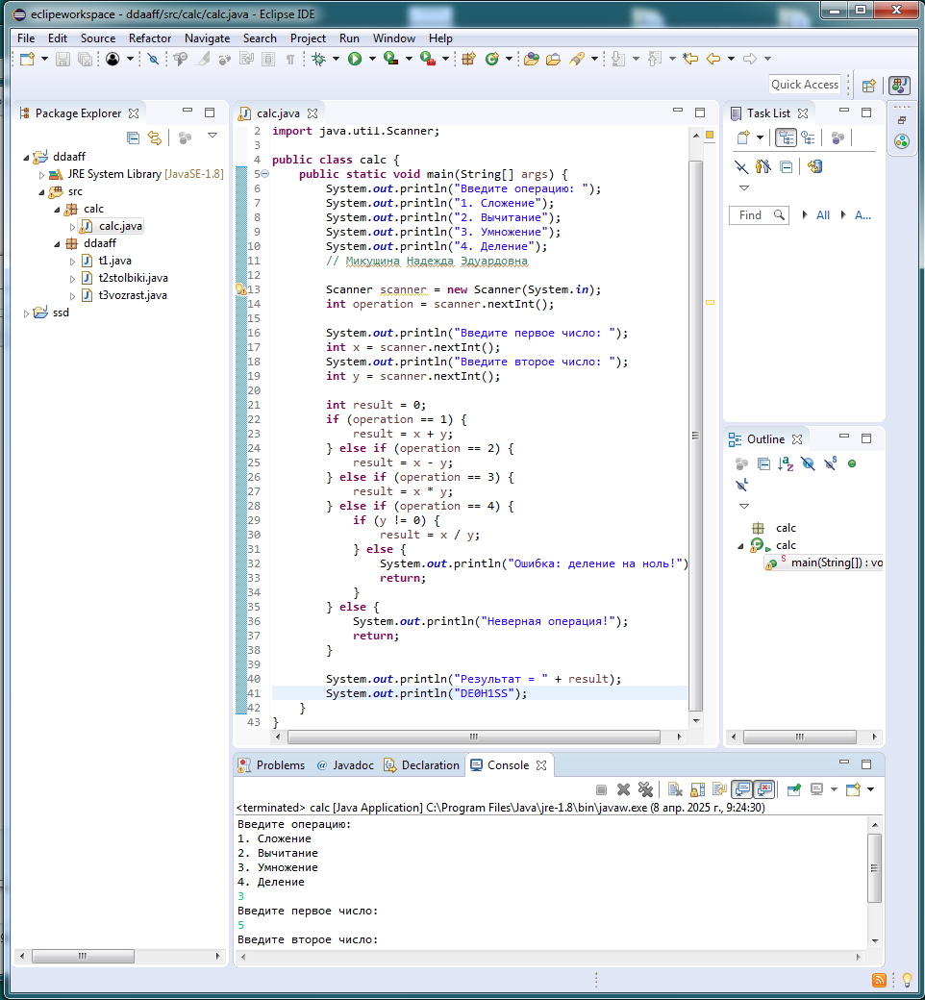 eclipeworkspace - ddaaff/src/calc/calc.java - Eclipse IDE
File Edit Source Refactor Navigate Search Project Run Window Help
Quick Access
Package Explorer
ddaaff
JRE System Library [JavaSE-1.8]
src
calc
calc.java
ddaaff
t1.java
t2stolbiki.java
t3vozrast.java
ssd
calc.java
2 import java.util.Scanner;
3
4 public class calc {
5 public static void main(String[] args) {
6 System.out.println("Введите операцию: ");
7 System.out.println("1. Сложение");
8 System.out.println("2. Вычитание");
9 System.out.println("3. Умножение");
10 System.out.println("4. Деление");
11 // Микушина Надежда Эдуардовна
12
13 Scanner scanner = new Scanner(System.in);
14 int operation = scanner.nextInt();
15
16 System.out.println("Введите первое число: ");
17 int x = scanner.nextInt();
18 System.out.println("Введите второе число: ");
19 int y = scanner.nextInt();
20
21 int result = 0;
22 if (operation == 1) {
23 result = x + y;
24 } else if (operation == 2) {
25 result = x - y;
26 } else if (operation == 3) {
27 result = x * y;
28 } else if (operation == 4) {
29 if (y != 0) {
30 result = x / y;
31 } else {
32 System.out.println("Ошибка: деление на ноль!")
33 return;
34 }
35 } else {
36 System.out.println("Неверная операция!");
37 return;
38 }
39
40 System.out.println("Результат = " + result);
41 System.out.println("DE0H1SS");
42 }
43 }
Task List
Find All A...
Outline
calc
calc
main(String[]) : vo
Problems @ Javadoc Declaration Console
<terminated> calc [Java Application] C:\Program Files\Java\jre-1.8\bin\javaw.exe (8 апр. 2025 г., 9:24:30)
Введите операцию:
1. Сложение
2. Вычитание
3. Умножение
4. Деление
3
Введите первое число:
5
Введите второе число: